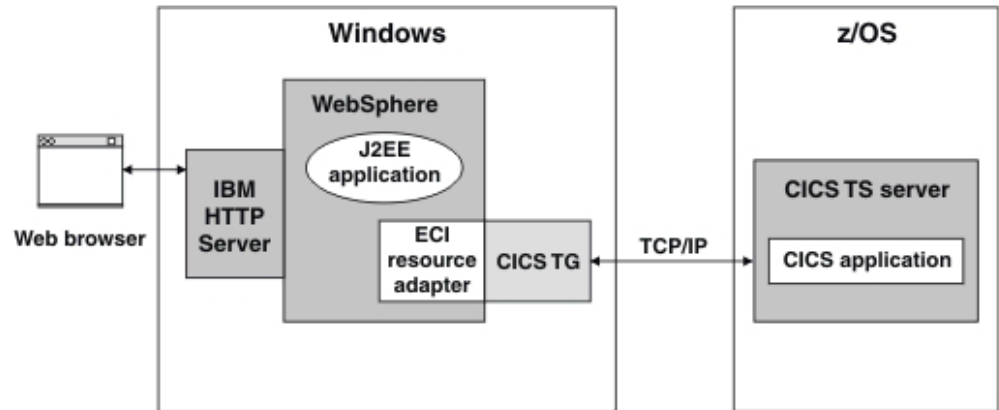 Windows
z/OS
WebSphere
J2EE
application
IBM
HTTP
Server
Web browser
ECI
resource
adapter
CICS TG
TCP/IP
CICS TS server
CICS application